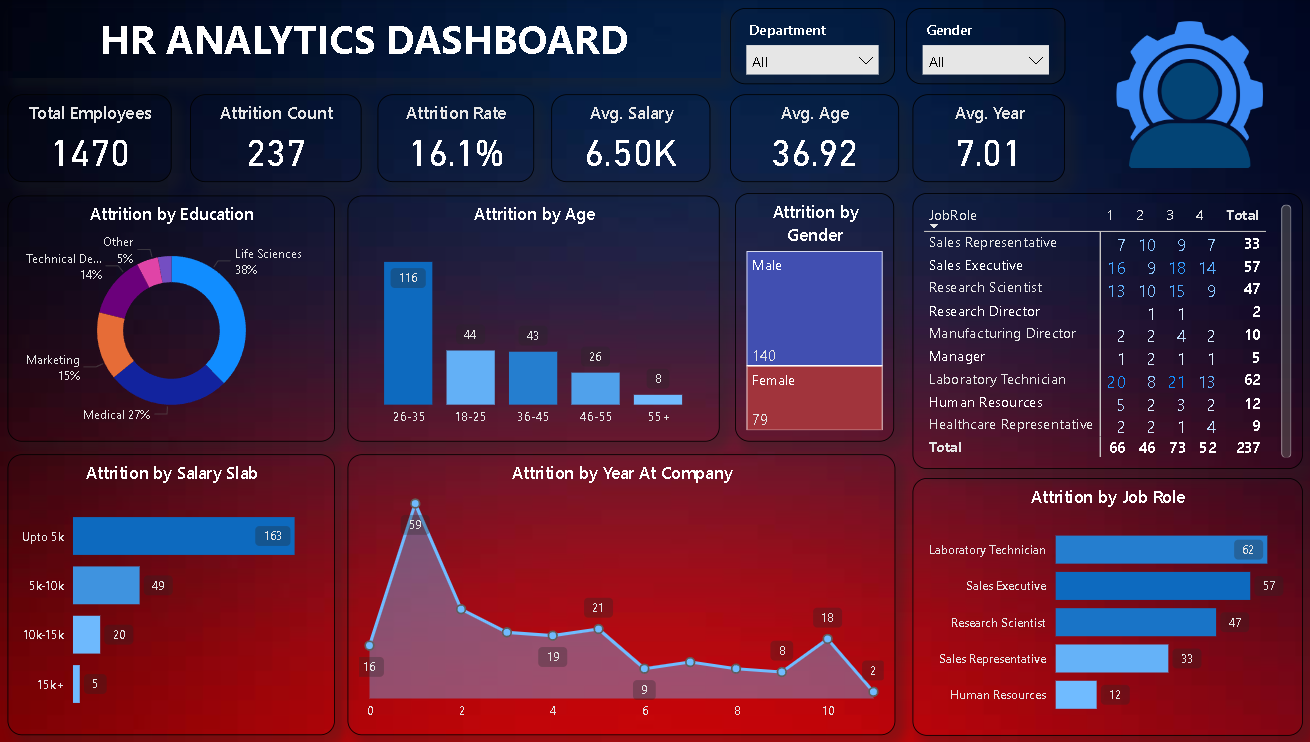 HR ANALYTICS DASHBOARD
Department
All
Gender
All
Total Employees
1470
Attrition Count
237
Attrition Rate
16.1%
Avg. Salary
6.50K
Avg. Age
36.92
Avg. Year
7.01
Attrition by Education
Other
5%
Technical De...
14%
Life Sciences
38%
Marketing
15%
Medical 27%
Attrition by Age
116
44
43
26
8
26-35 18-25 36-45 46-55 55+
Attrition by
Gender
Male
140
Female
79
JobRole 1 2 3 4 Total
Sales Representative 7 10 9 7 33
Sales Executive 16 9 18 14 57
Research Scientist 13 10 15 9 47
Research Director 1 1 2
Manufacturing Director 2 2 4 2 10
Manager 1 2 1 1 5
Laboratory Technician 20 8 21 13 62
Human Resources 5 2 3 2 12
Healthcare Representative 2 2 1 4 9
Total 66 46 73 52 237
Attrition by Salary Slab
Upto 5k 163
5k-10k 49
10k-15k 20
15k+ 5
Attrition by Year At Company
59
16
19
21
9
8
18
2
0 2 4 6 8 10
Attrition by Job Role
Laboratory Technician 62
Sales Executive 57
Research Scientist 47
Sales Representative 33
Human Resources 12